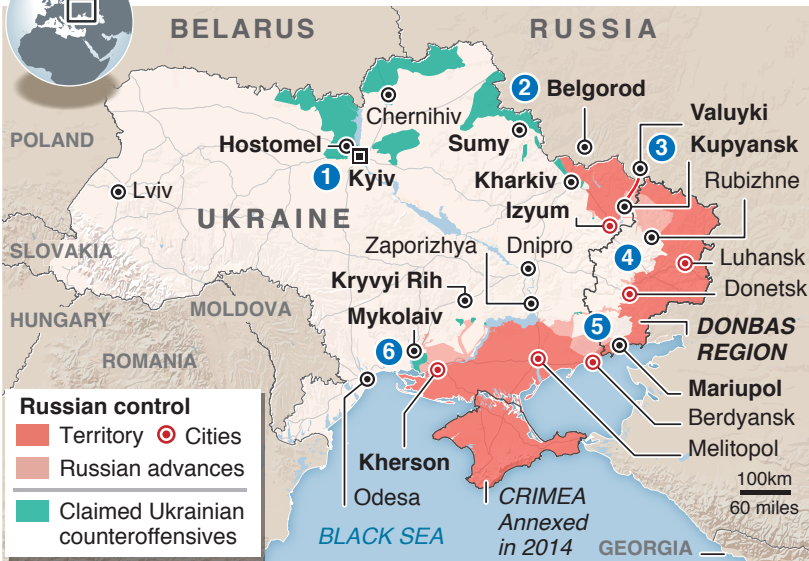 BELARUS
RUSSIA
2 Belgorod
Chernihiv
Valuyki
POLAND
Hostomel
Sumy
3
Kupyansk
1 Kyiv
Kharkiv
Rubizhne
Lviv
Izyum
UKRAINE
SLOVAKIA
Zaporizhya
Dnipro
4
Luhansk
Kryvyi Rih
Donetsk
MOLDOVA
HUNGARY
Mykolaiv
5
DONBAS
REGION
ROMANIA
6
Mariupol
Berdyansk
Melitopol
Kherson
Odesa
BLACK SEA
CRIMEA
Annexed
in 2014
GEORGIA
100km
60 miles
Russian control
Territory
Cities
Russian advances
Claimed Ukrainian
counteroffensives